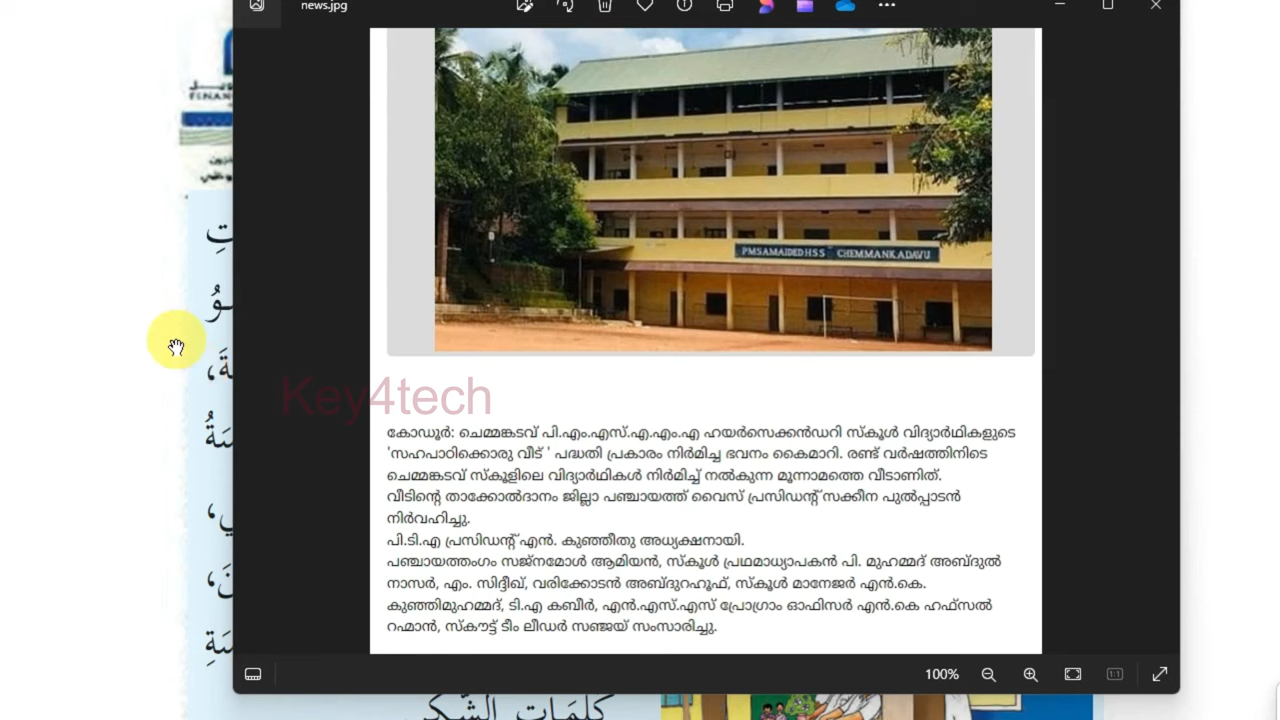 news.jpg
PMSAMAIDEDHSS CHEMMANKADAVU
Key4tech
കോഡൂർ: ചെമ്മങ്കടവ് പി.എം.എസ്.എ.എം.എ ഹയർസെക്കൻഡറി സ്കൂൾ വിദ്യാർഥികളുടെ
'സഹപാഠിക്കൊരു വീട് ' പദ്ധതി പ്രകാരം നിർമിച്ച ഭവനം കൈമാറി. രണ്ട് വർഷത്തിനിടെ
ചെമ്മങ്കടവ് സ്കൂളിലെ വിദ്യാർഥികൾ നിർമിച്ച് നൽകുന്ന മൂന്നാമത്തെ വീടാണിത്.
വീടിന്റെ താക്കോൽദാനം ജില്ലാ പഞ്ചായത്ത് വൈസ് പ്രസിഡന്റ് സക്കീന പുൽപ്പാടൻ
നിർവഹിച്ചു.
പി.ടി.എ പ്രസിഡന്റ് എൻ. കുഞ്ഞീതു അധ്യക്ഷനായി.
പഞ്ചായത്തംഗം സജ്നമോൾ ആമിയൻ, സ്കൂൾ പ്രഥമാധ്യാപകൻ പി. മുഹമ്മദ് അബ്ദുൽ
നാസർ, എം. സിദ്ദീഖ്, വരിക്കോടൻ അബ്ദുറഹൂഫ്, സ്കൂൾ മാനേജർ എൻ.കെ.
കുഞ്ഞിമുഹമ്മദ്, ടി.എ കബീർ, എൻ.എസ്.എസ് പ്രോഗ്രാം ഓഫിസർ എൻ.കെ ഹഫ്സൽ
റഹ്മാൻ, സ്കൗട്ട് ടീം ലീഡർ സഞ്ജയ് സംസാരിച്ചു.
100%
كَلِمَاتِ الشُّكْرِ